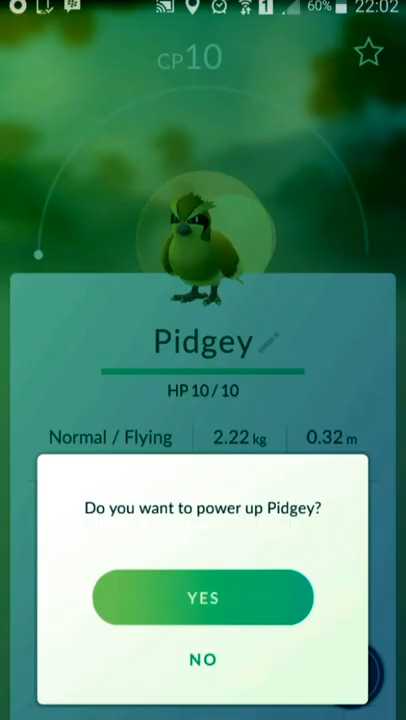 1 60% 22:02
CP10
Pidgey
HP 10 / 10
Normal / Flying 2.22 kg 0.32 m
Do you want to power up Pidgey?
YES
NO